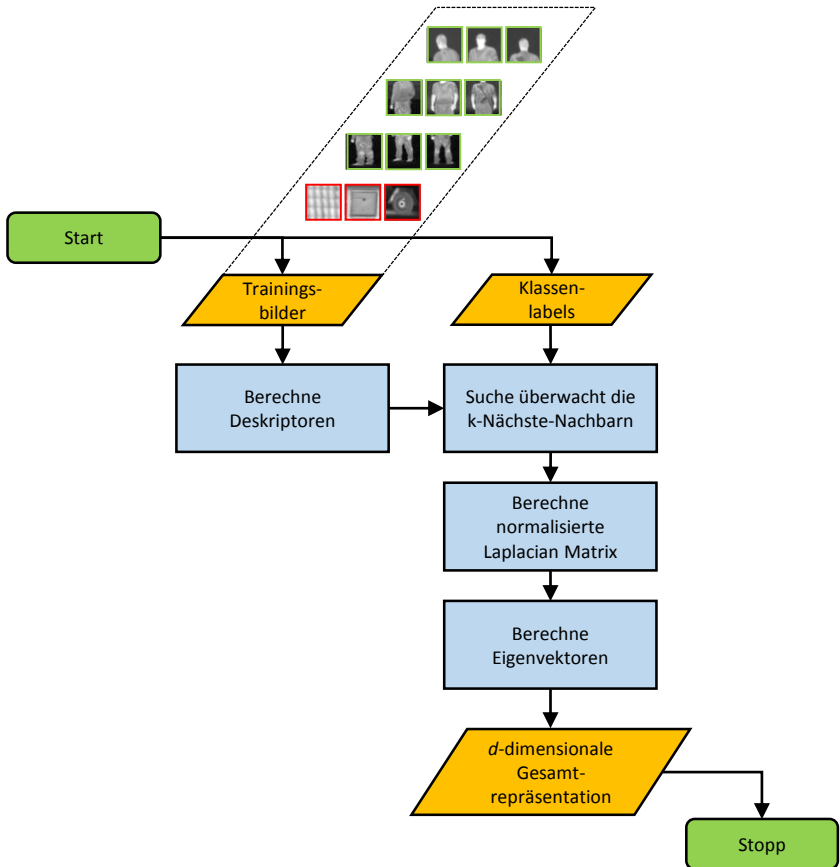 Start
Trainings-
bilder
Klassen-
labels
Berechne
Deskriptoren
Suche überwacht die
k-Nächste-Nachbarn
Berechne
normalisierte
Laplacian Matrix
Berechne
Eigenvektoren
d-dimensionale
Gesamt-
repräsentation
Stopp